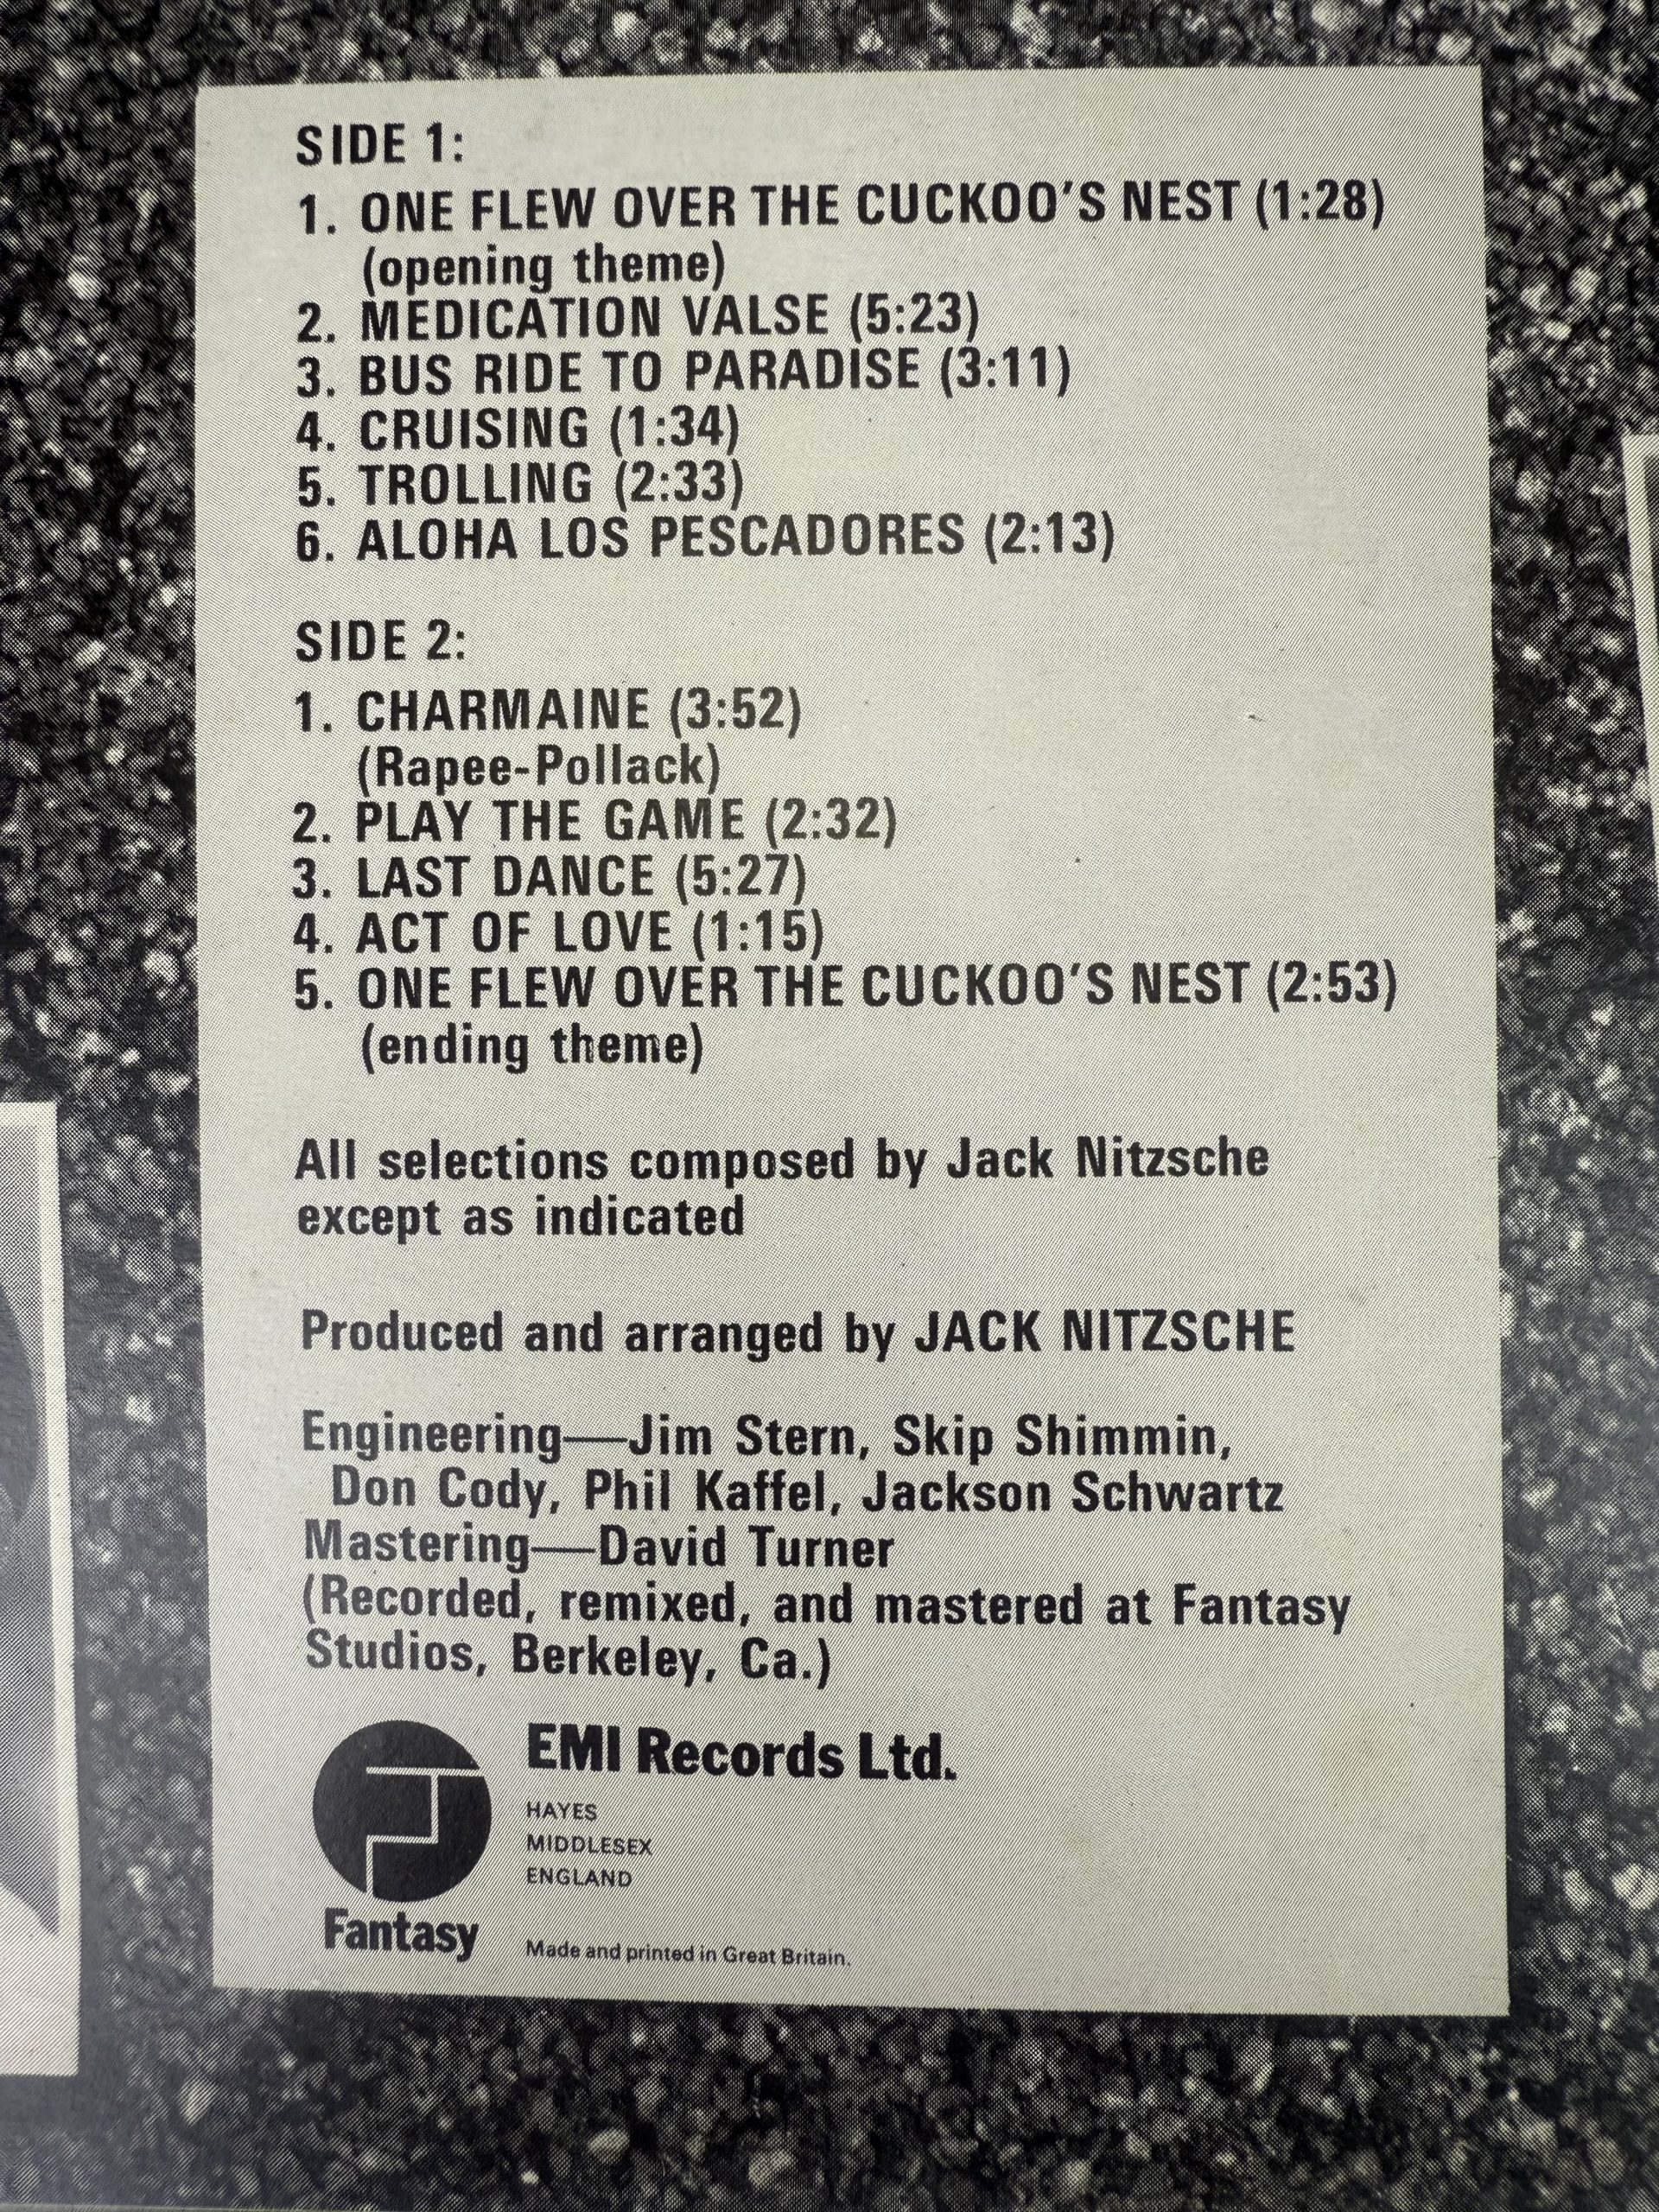 SIDE 1:
1. ONE FLEW OVER THE CUCKOO'S NEST (1:28)
(opening theme)
2. MEDICATION VALSE (5:23)
3. BUS RIDE TO PARADISE (3:11)
4. CRUISING (1:34)
5. TROLLING (2:33)
6. ALOHA LOS PESCADORES (2:13)
SIDE 2:
1. CHARMAINE (3:52)
(Rapee-Pollack)
2. PLAY THE GAME (2:32)
3. LAST DANCE (5:27)
4. ACT OF LOVE (1:15)
5. ONE FLEW OVER THE CUCKOO'S NEST (2:53)
(ending theme)
All selections composed by Jack Nitzsche
except as indicated
Produced and arranged by JACK NITZSCHE
Engineering—Jim Stern, Skip Shimmin,
Don Cody, Phil Kaffel, Jackson Schwartz
Mastering—David Turner
(Recorded, remixed, and mastered at Fantasy
Studios, Berkeley, Ca.)
Fantasy
EMI Records Ltd.
HAYES
MIDDLESEX
ENGLAND
Made and printed in Great Britain.